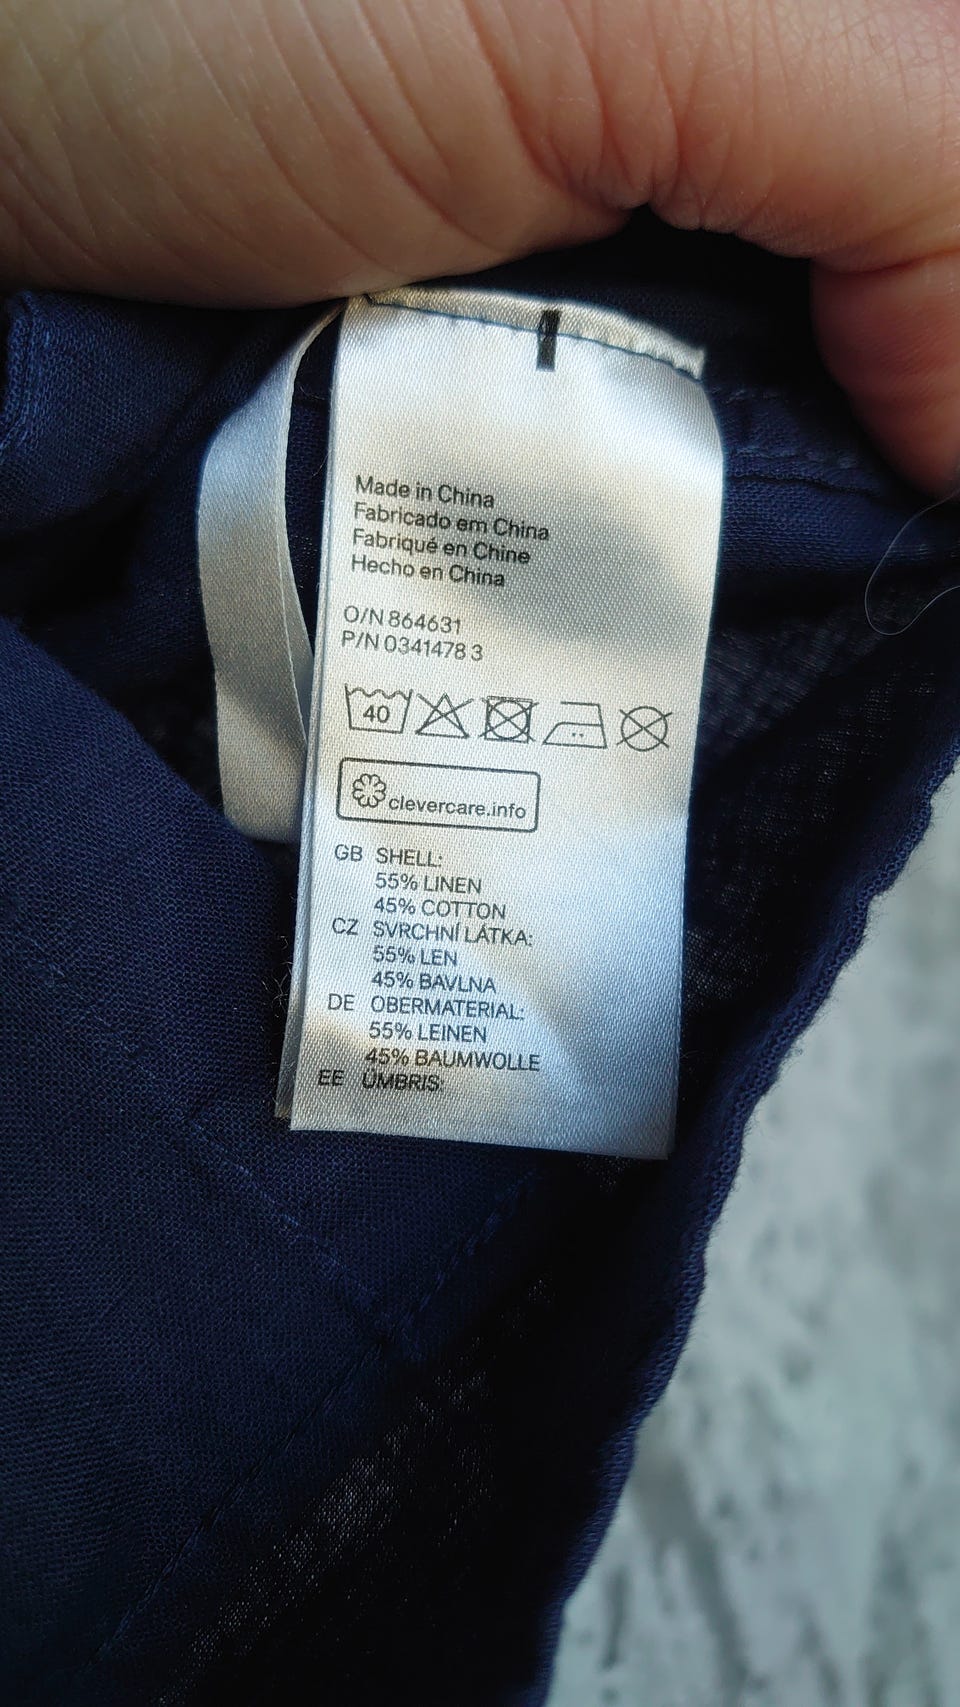 Made in China
Fabricado em China
Fabriqué en Chine
Hecho en China
O/N 864631
P/N 0341478 3
40
clevercare.info
GB SHELL:
55% LINEN
45% COTTON
CZ SVRCHNÍ LÁTKA:
55% LEN
45% BAVLNA
DE OBERMATERIAL:
55% LEINEN
45% BAUMWOLLE
EE ÜMBRIS: